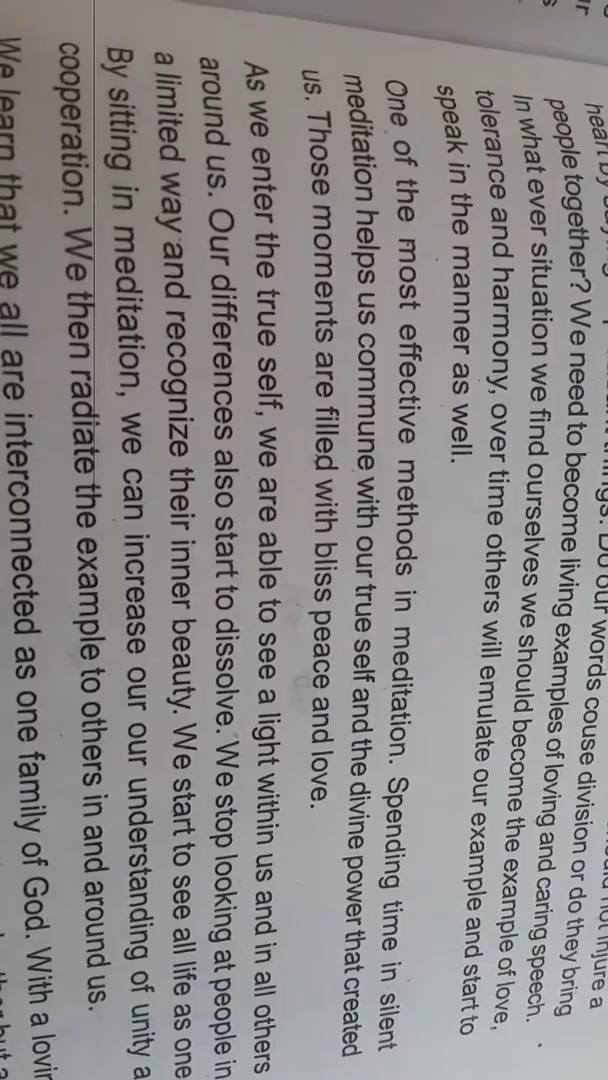 people together? We need to become living examples of loving and caring speech.
In what ever situation we find ourselves we should become the example of love,
tolerance and harmony, over time others will emulate our example and start to
speak in the manner as well.
One of the most effective methods in meditation. Spending time in silent
meditation helps us commune with our true self and the divine power that created
us. Those moments are filled with bliss peace and love.
As we enter the true self, we are able to see a light within us and in all others
around us. Our differences also start to dissolve. We stop looking at people in
a limited way and recognize their inner beauty. We start to see all life as one
By sitting in meditation, we can increase our our understanding of unity a
cooperation. We then radiate the example to others in and around us.
We learn that we all are interconnected as one family of God. With a